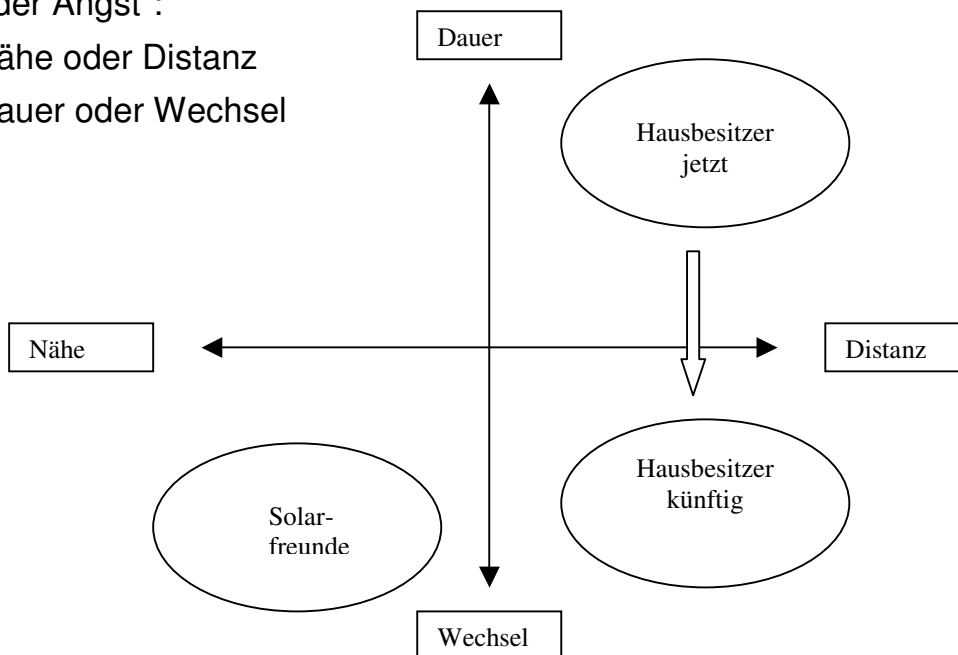 der Angst“:
ähe oder Distanz
auer oder Wechsel
Dauer
Hausbesitzer
jetzt
Nähe
Distanz
Hausbesitzer
künftig
Solar-
freunde
Wechsel